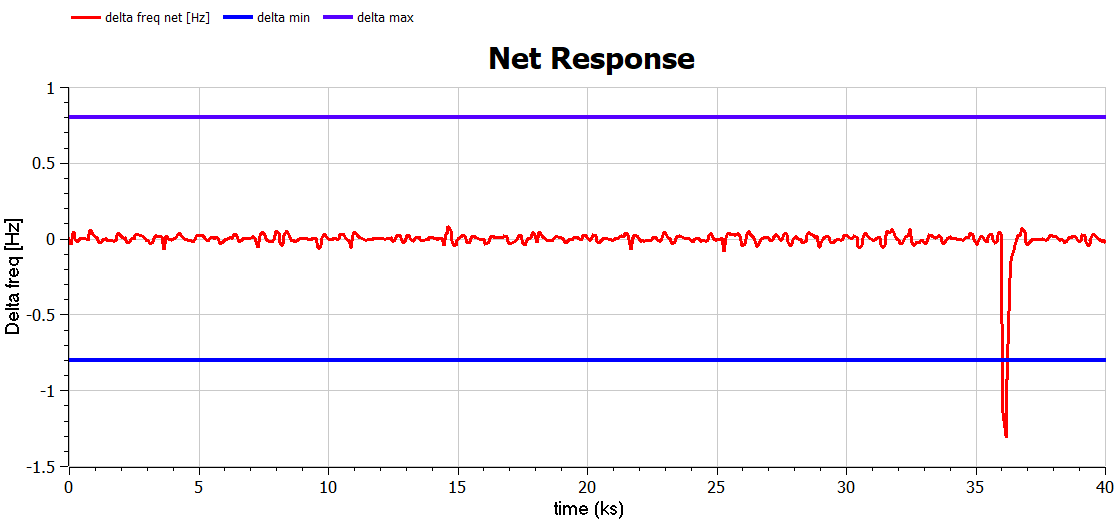 delta freq net [Hz] delta min delta max
Net Response
Delta freq [Hz]
1
0.5
0
-0.5
-1
-1.5
0 5 10 15 20 25 30 35 40
time (ks)